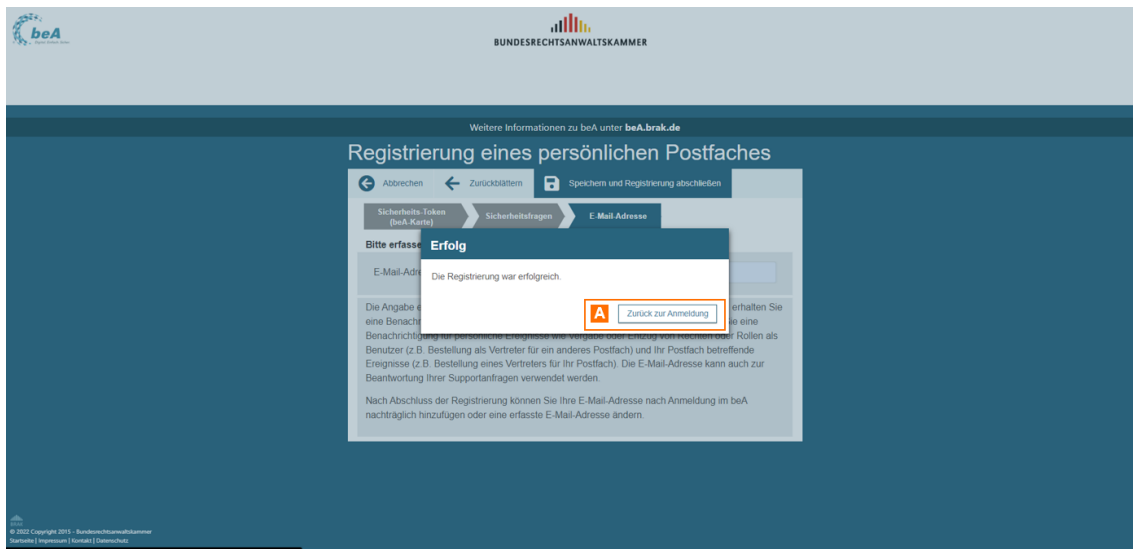 beA
BUNDESRECHTSANWALTSKAMMER
Weitere Informationen zu beA unter beA.brak.de
Registrierung eines persönlichen Postfaches
Abbrechen
Zurückblättern
Speichern und Registrierung abschließen
Sicherheits-Token
(beA-Karte)
Sicherheitsfragen
E-Mail-Adresse
Bitte erfasse
Erfolg
E-Mail-Adre
Die Registrierung war erfolgreich.
A
Zurück zur Anmeldung
Die Angabe e
erhalten Sie
eine Benachr
ie eine
Benachrichtigung für persönliche Ereignisse wie Vergabe oder Entzug von Rechten oder Rollen als
Benutzer (z.B. Bestellung als Vertreter für ein anderes Postfach) und Ihr Postfach betreffende
Ereignisse (z.B. Bestellung eines Vertreters für Ihr Postfach). Die E-Mail-Adresse kann auch zur
Beantwortung Ihrer Supportanfragen verwendet werden.
Nach Abschluss der Registrierung können Sie Ihre E-Mail-Adresse nach Anmeldung im beA
nachträglich hinzufügen oder eine erfasste E-Mail-Adresse ändern.
BRAK
© 2022 Copyright 2015 - Bundesrechtsanwaltskammer
Startseite | Impressum | Kontakt | Datenschutz